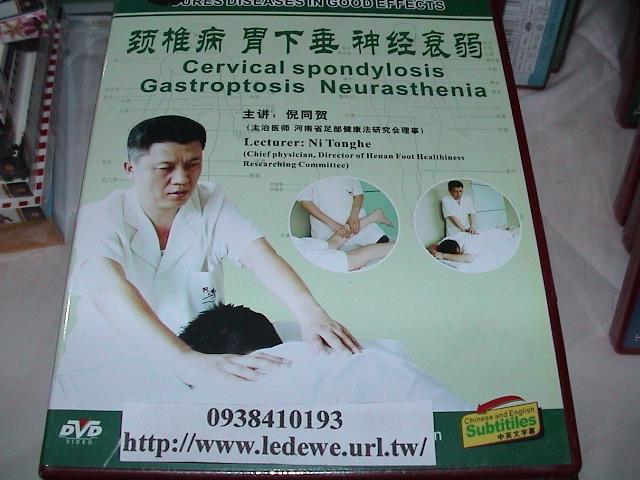 CURES DISEASES IN GOOD EFFECTS
颈椎病 胃下垂 神经衰弱
Cervical spondylosis
Gastroptosis Neurasthenia
主讲：倪同贺
（主治医师 河南省足部健康法研究会理事）
Lecturer: Ni Tonghe
(Chief physician, Director of Henan Foot Healthiness
Researching Committee)
DVD
VIDEO
0938410193
http://www.ledewe.url.tw/
Chinese and English
Subtitiles
中英文字幕